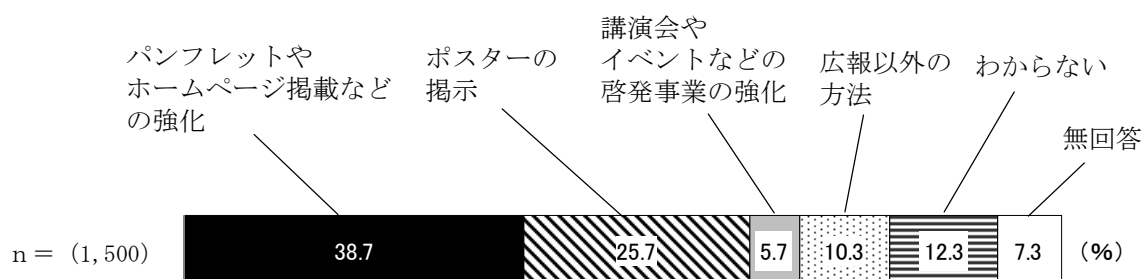 パンフレットや
ホームページ掲載など
の強化
ポスターの
掲示
講演会や
イベントなどの
啓発事業の強化
広報以外の
方法
わからない
無回答
n = (1,500)
38.7
25.7
5.7
10.3
12.3
7.3
(%)